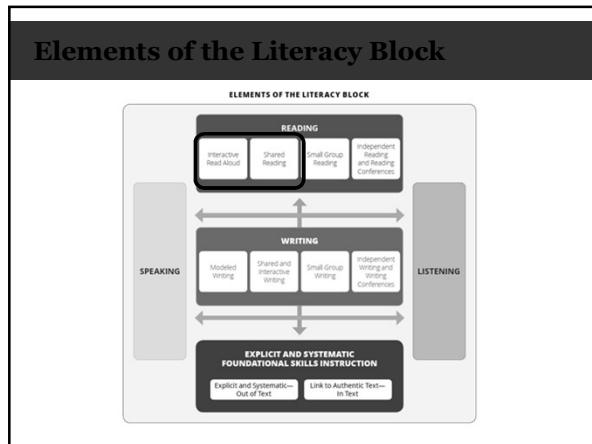 Elements of the Literacy Block
ELEMENTS OF THE LITERACY BLOCK
READING
Interactive
Read Aloud
Shared
Reading
Small Group
Reading
Independent
Reading
and Reading
Conferences
SPEAKING
LISTENING
WRITING
Modeled
Writing
Shared and
Interactive
Writing
Small Group
Writing
Independent
Writing and
Writing
Conferences
EXPLICIT AND SYSTEMATIC
FOUNDATIONAL SKILLS INSTRUCTION
Explicit and Systematic—
Out of Text
Link to Authentic Text—
In Text